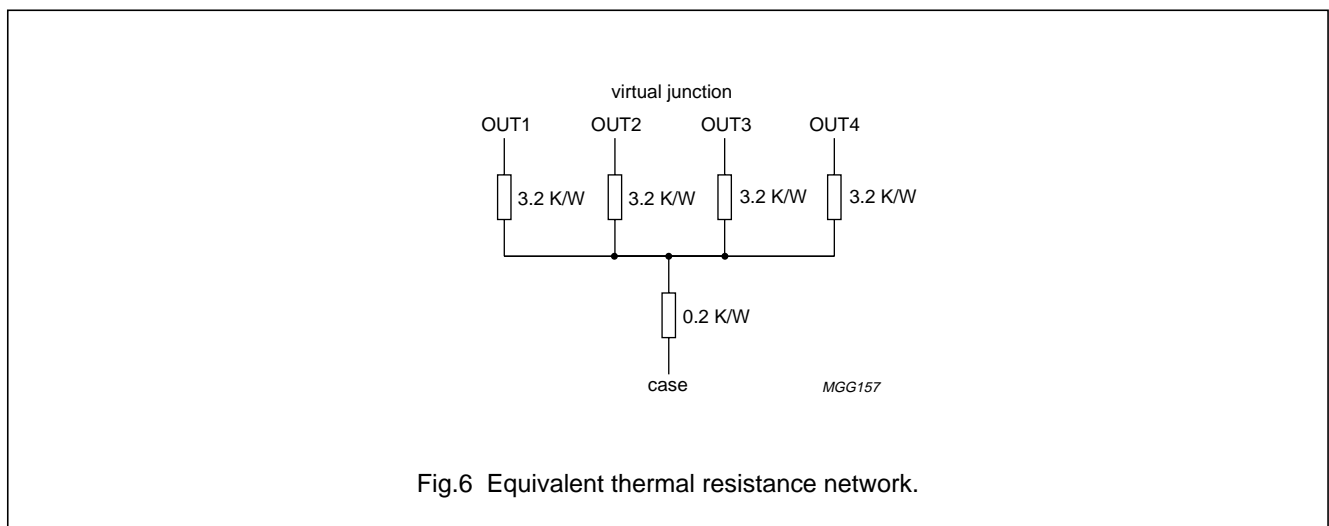 virtual junction
OUT1 OUT2 OUT3 OUT4
3.2 K/W 3.2 K/W 3.2 K/W 3.2 K/W
0.2 K/W
case MGG157
Fig.6 Equivalent thermal resistance network.